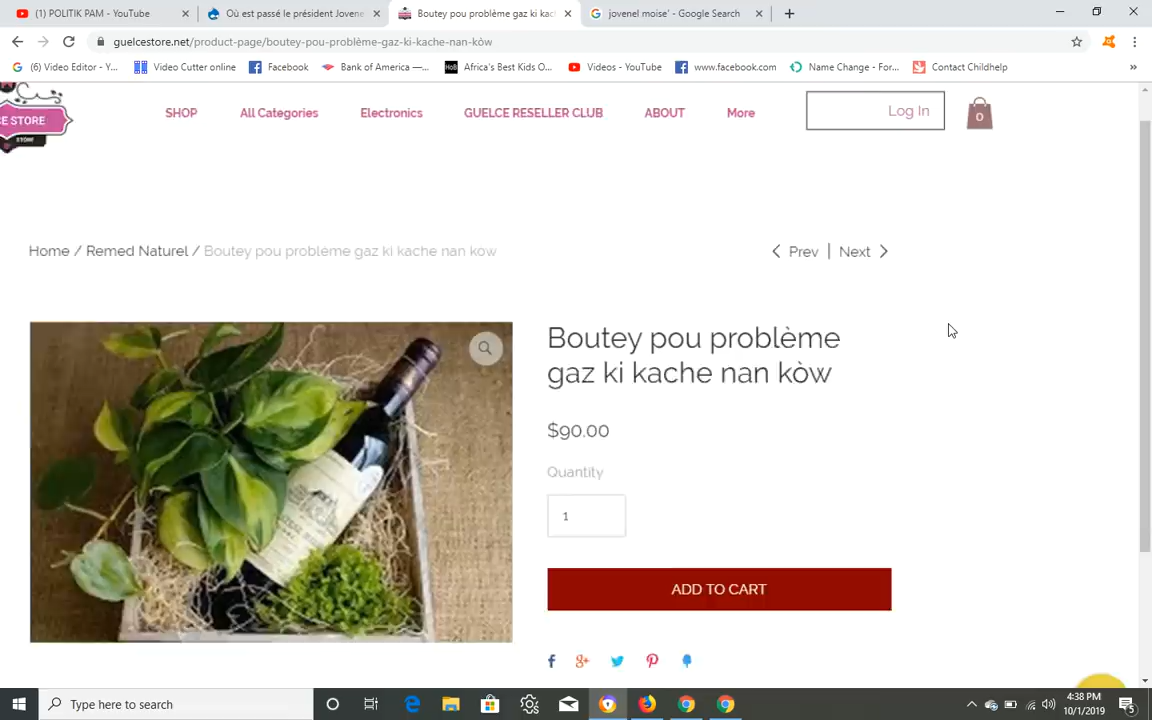 (1) POLITIK PAM - YouTube
Où est passé le président Jovene
Boutey pou problème gaz ki kac
jovenel moise' - Google Search
guelcestore.net/product-page/boutey-pou-problème-gaz-ki-kache-nan-kòw
(6) Video Editor - Y...
Video Cutter online
Facebook
Bank of America —...
HoB
Africa's Best Kids O...
Videos - YouTube
www.facebook.com
Name Change - For...
Contact Childhelp
CE STORE
STORE
SHOP
All Categories
Electronics
GUELCE RESELLER CLUB
ABOUT
More
Log In
0
Home / Remed Naturel / Boutey pou problème gaz ki kache nan kòw
Prev | Next
Boutey pou problème
gaz ki kache nan kòw
$90.00
Quantity
1
ADD TO CART
Type here to search
4:38 PM
10/1/2019
5